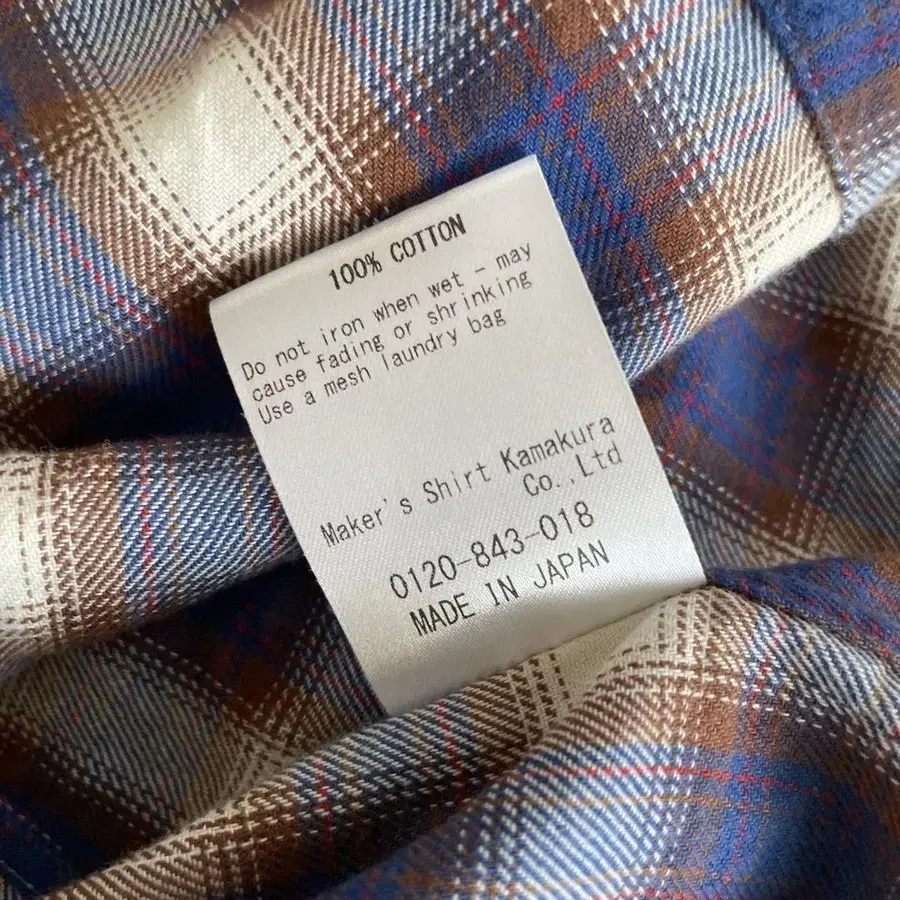 100% COTTON
Do not iron when wet - may
cause fading or shrinking
Use a mesh laundry bag
Maker's Shirt Kamakura
Co.,Ltd
0120-843-018
MADE IN JAPAN